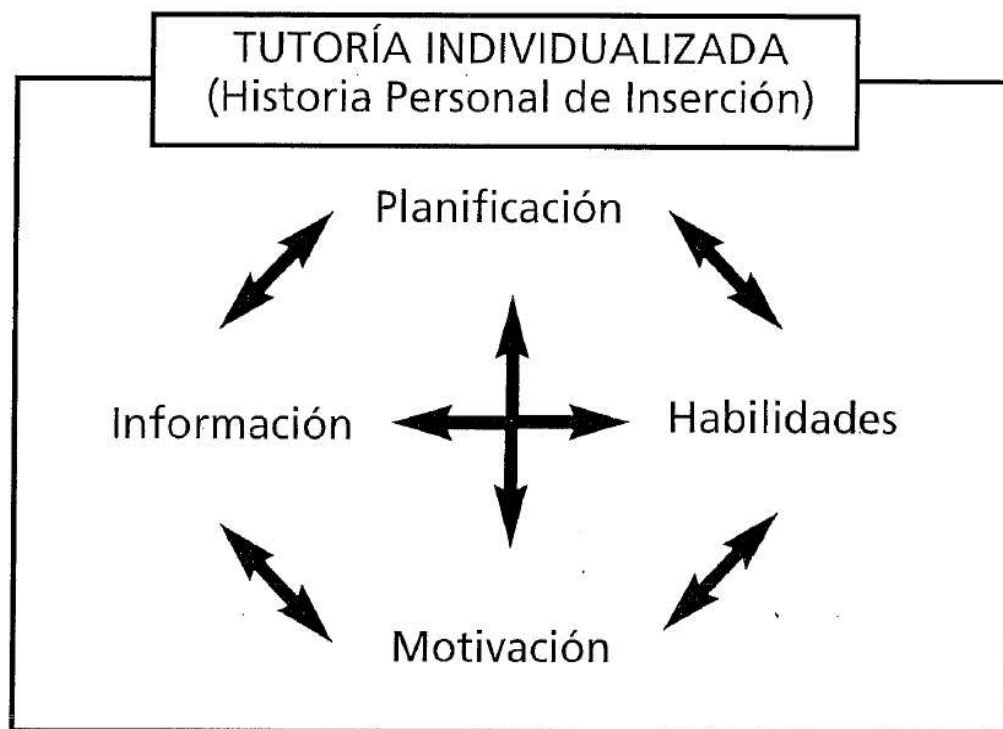 TUTORÍA INDIVIDUALIZADA
(Historia Personal de Inserción)
Planificación
Información
Habilidades
Motivación